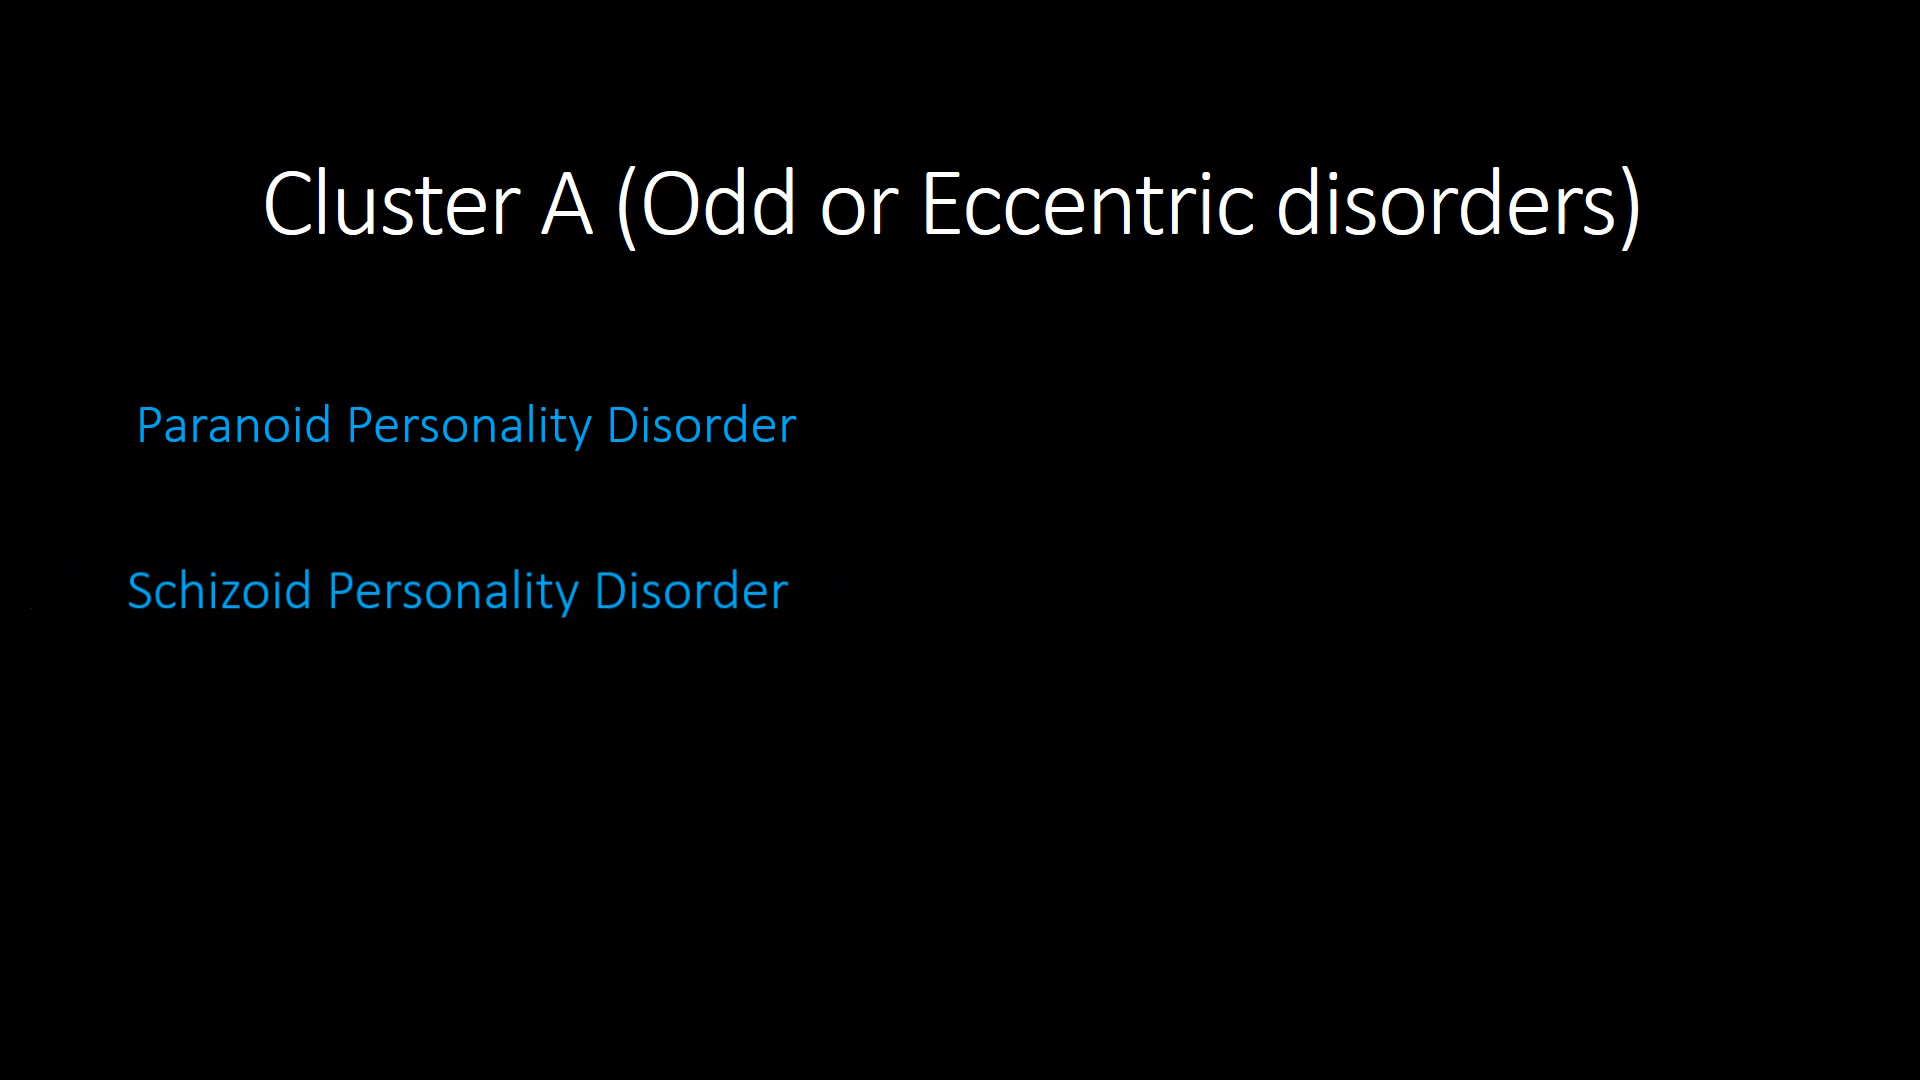 Cluster A (Odd or Eccentric disorders)
Paranoid Personality Disorder
Schizoid Personality Disorder